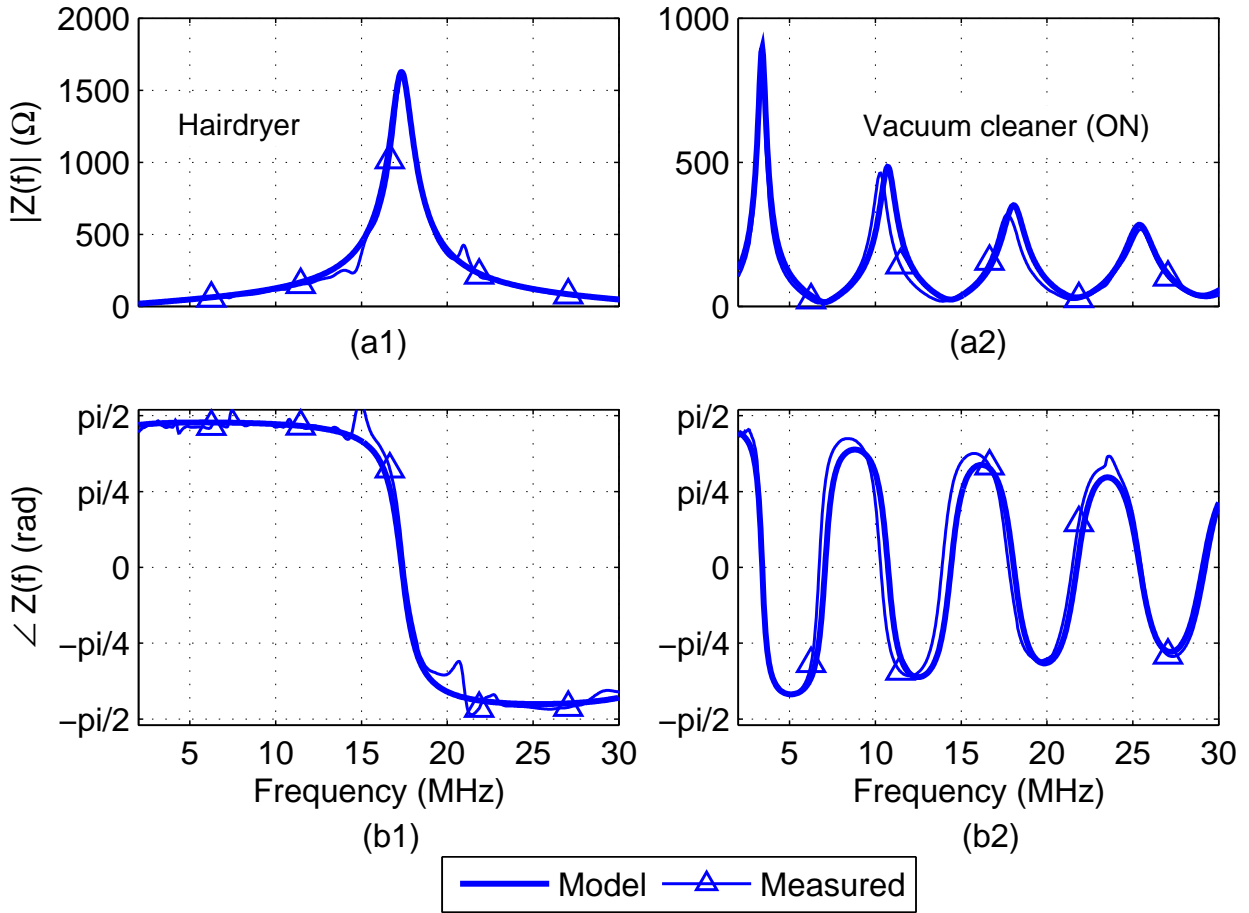 2000
1500
1000
500
0
|Z(f)| (Ω)
Hairdryer
(a1)
1000
500
0
Vacuum cleaner (ON)
(a2)
pi/2
pi/4
0
−pi/4
−pi/2
∠ Z(f) (rad)
5 10 15 20 25 30
Frequency (MHz)
(b1)
pi/2
pi/4
0
−pi/4
−pi/2
5 10 15 20 25 30
Frequency (MHz)
(b2)
Model Measured